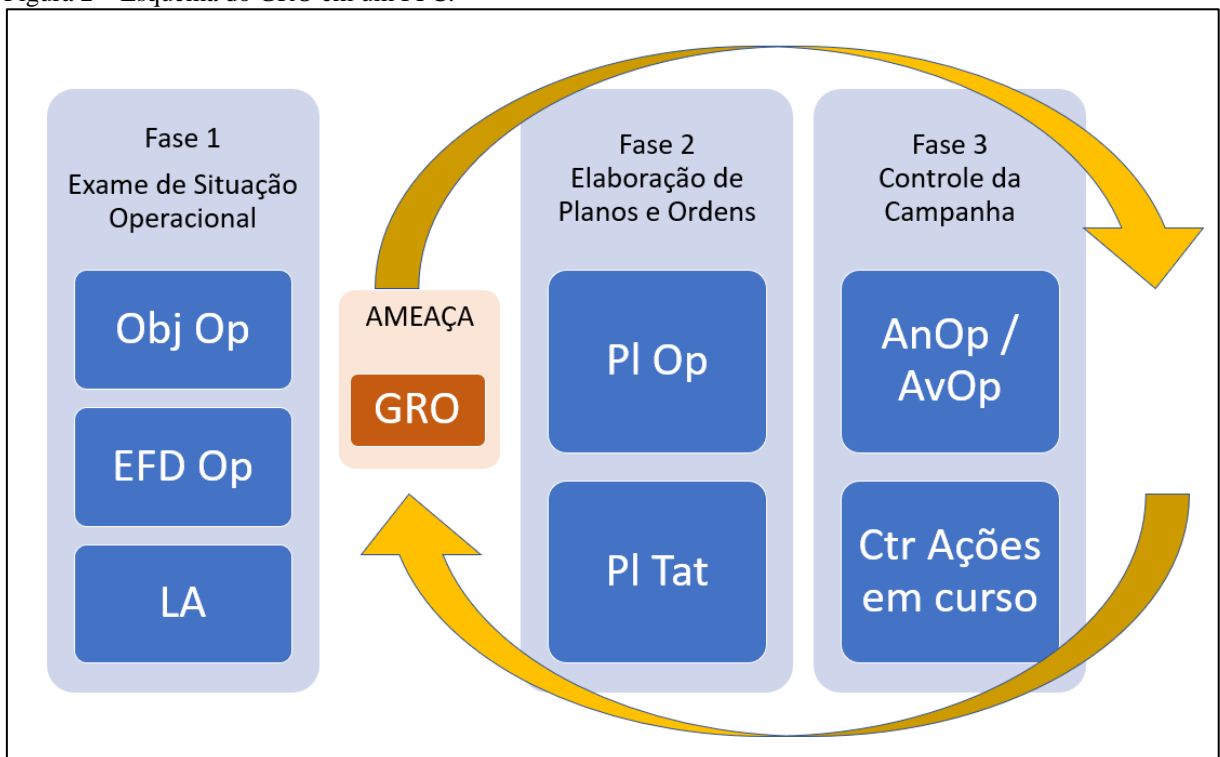 Fase 1
Exame de Situação
Operacional
Obj Op
EFD Op
LA
AMEAÇA
GRO
Fase 2
Elaboração de
Planos e Ordens
Pl Op
Pl Tat
Fase 3
Controle da
Campanha
AnOp /
AvOp
Ctr Ações
em curso